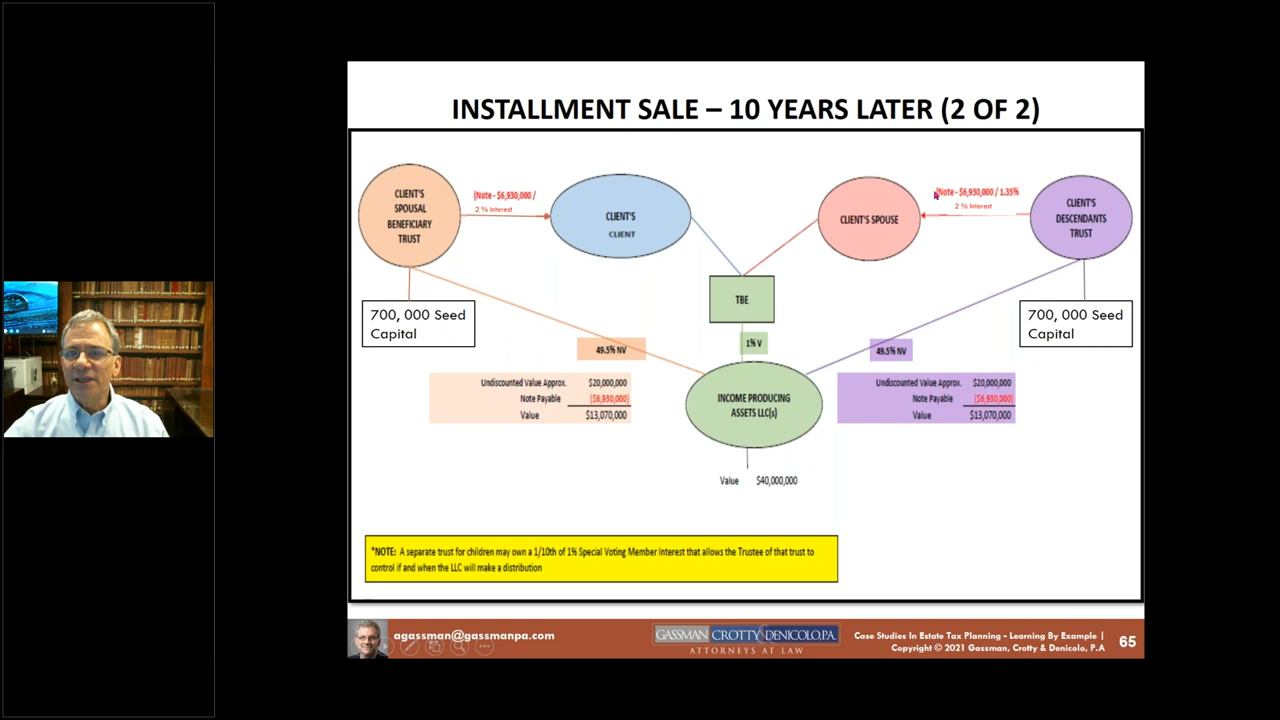 INSTALLMENT SALE – 10 YEARS LATER (2 OF 2)
CLIENT'S
SPOUSAL
BENEFICIARY
TRUST
(Note - $6,930,000 /
2 % Interest
CLIENT'S
CLIENT
CLIENT'S SPOUSE
(Note - $6,930,000 / 1.35%
2 % Interest
CLIENT'S
DESCENDANTS
TRUST
700, 000 Seed
Capital
TBE
700, 000 Seed
Capital
49.5% NV
1% V
49.5% NV
Undiscounted Value Approx. $20,000,000
Note Payable ($6,930,000)
Value $13,070,000
INCOME PRODUCING
ASSETS LLC(s)
Undiscounted Value Approx. $20,000,000
Note Payable ($6,930,000)
Value $13,070,000
Value $40,000,000
*NOTE: A separate trust for children may own a 1/10th of 1% Special Voting Member Interest that allows the Trustee of that trust to
control if and when the LLC will make a distribution
agassman@gassmanpa.com
GASSMAN CROTTY & DENICOLO, P.A.
ATTORNEYS AT LAW
Case Studies In Estate Tax Planning - Learning By Example |
Copyright © 2021 Gassman, Crotty & Denicolo, P.A
65